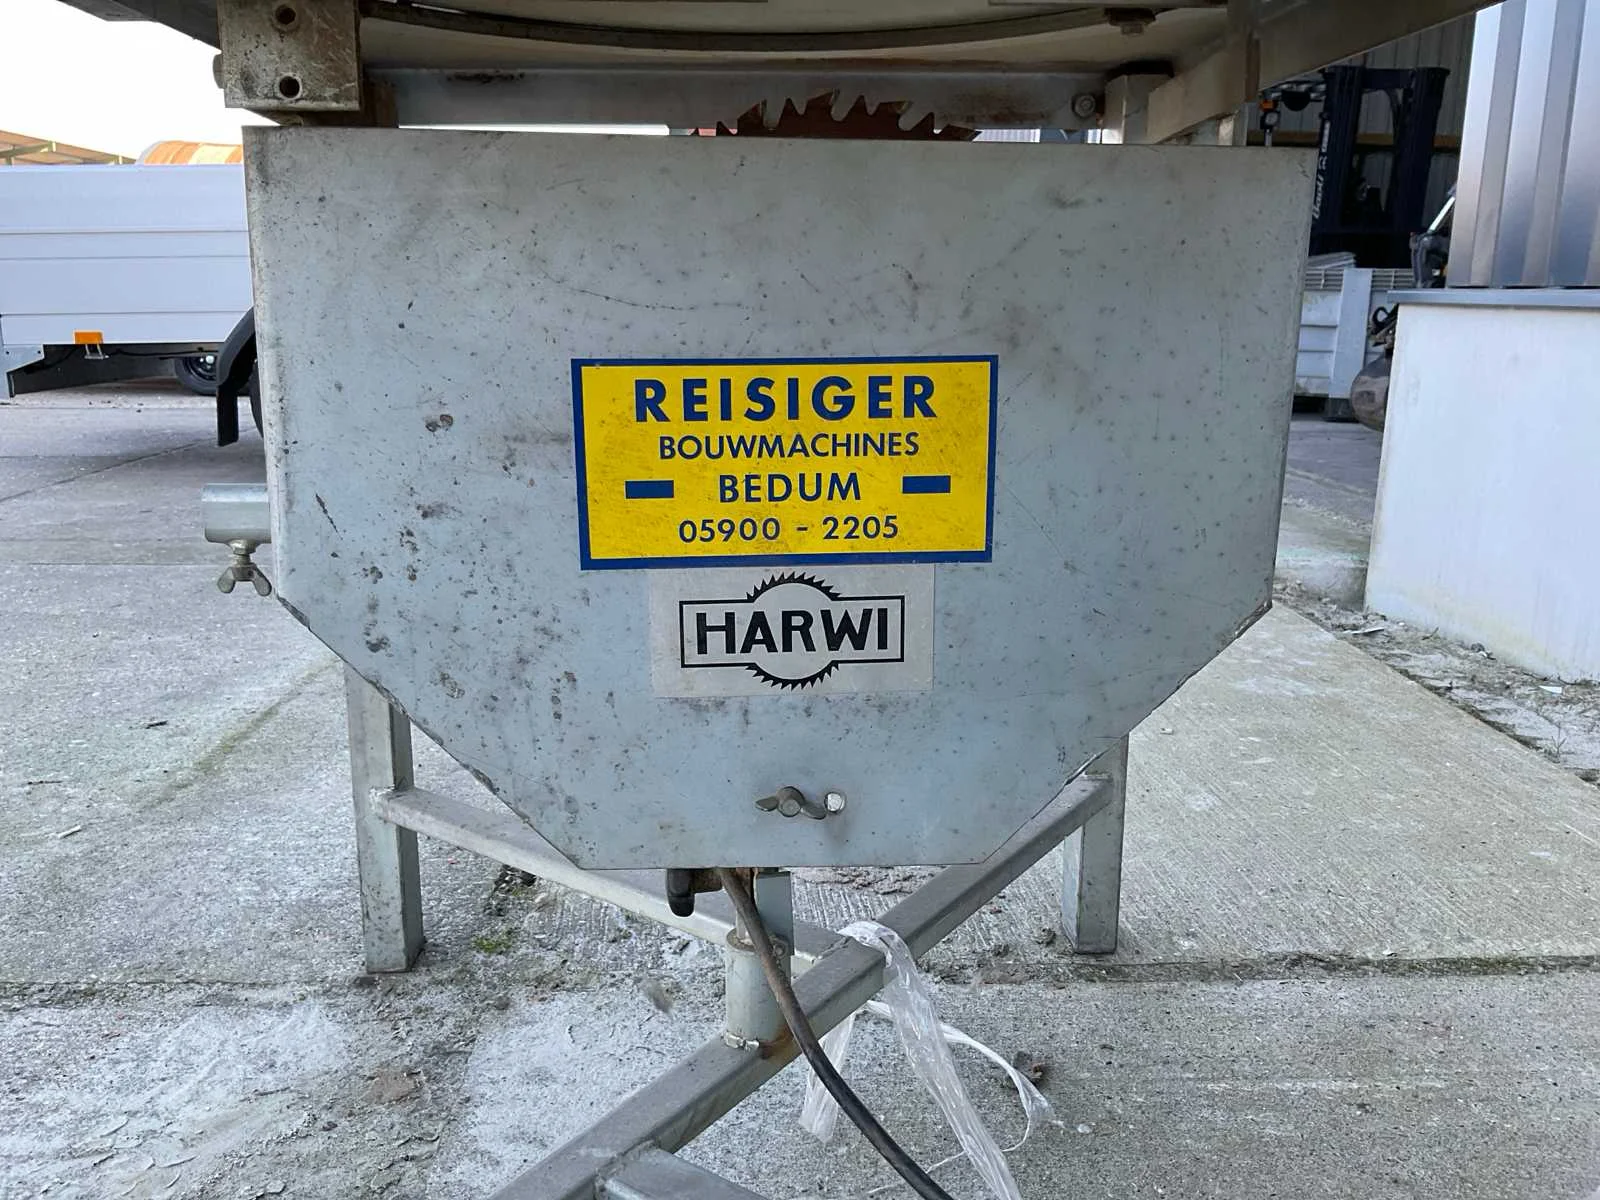 REISIGER
BOUWMACHINES
BEDUM
05900 - 2205
HARWI